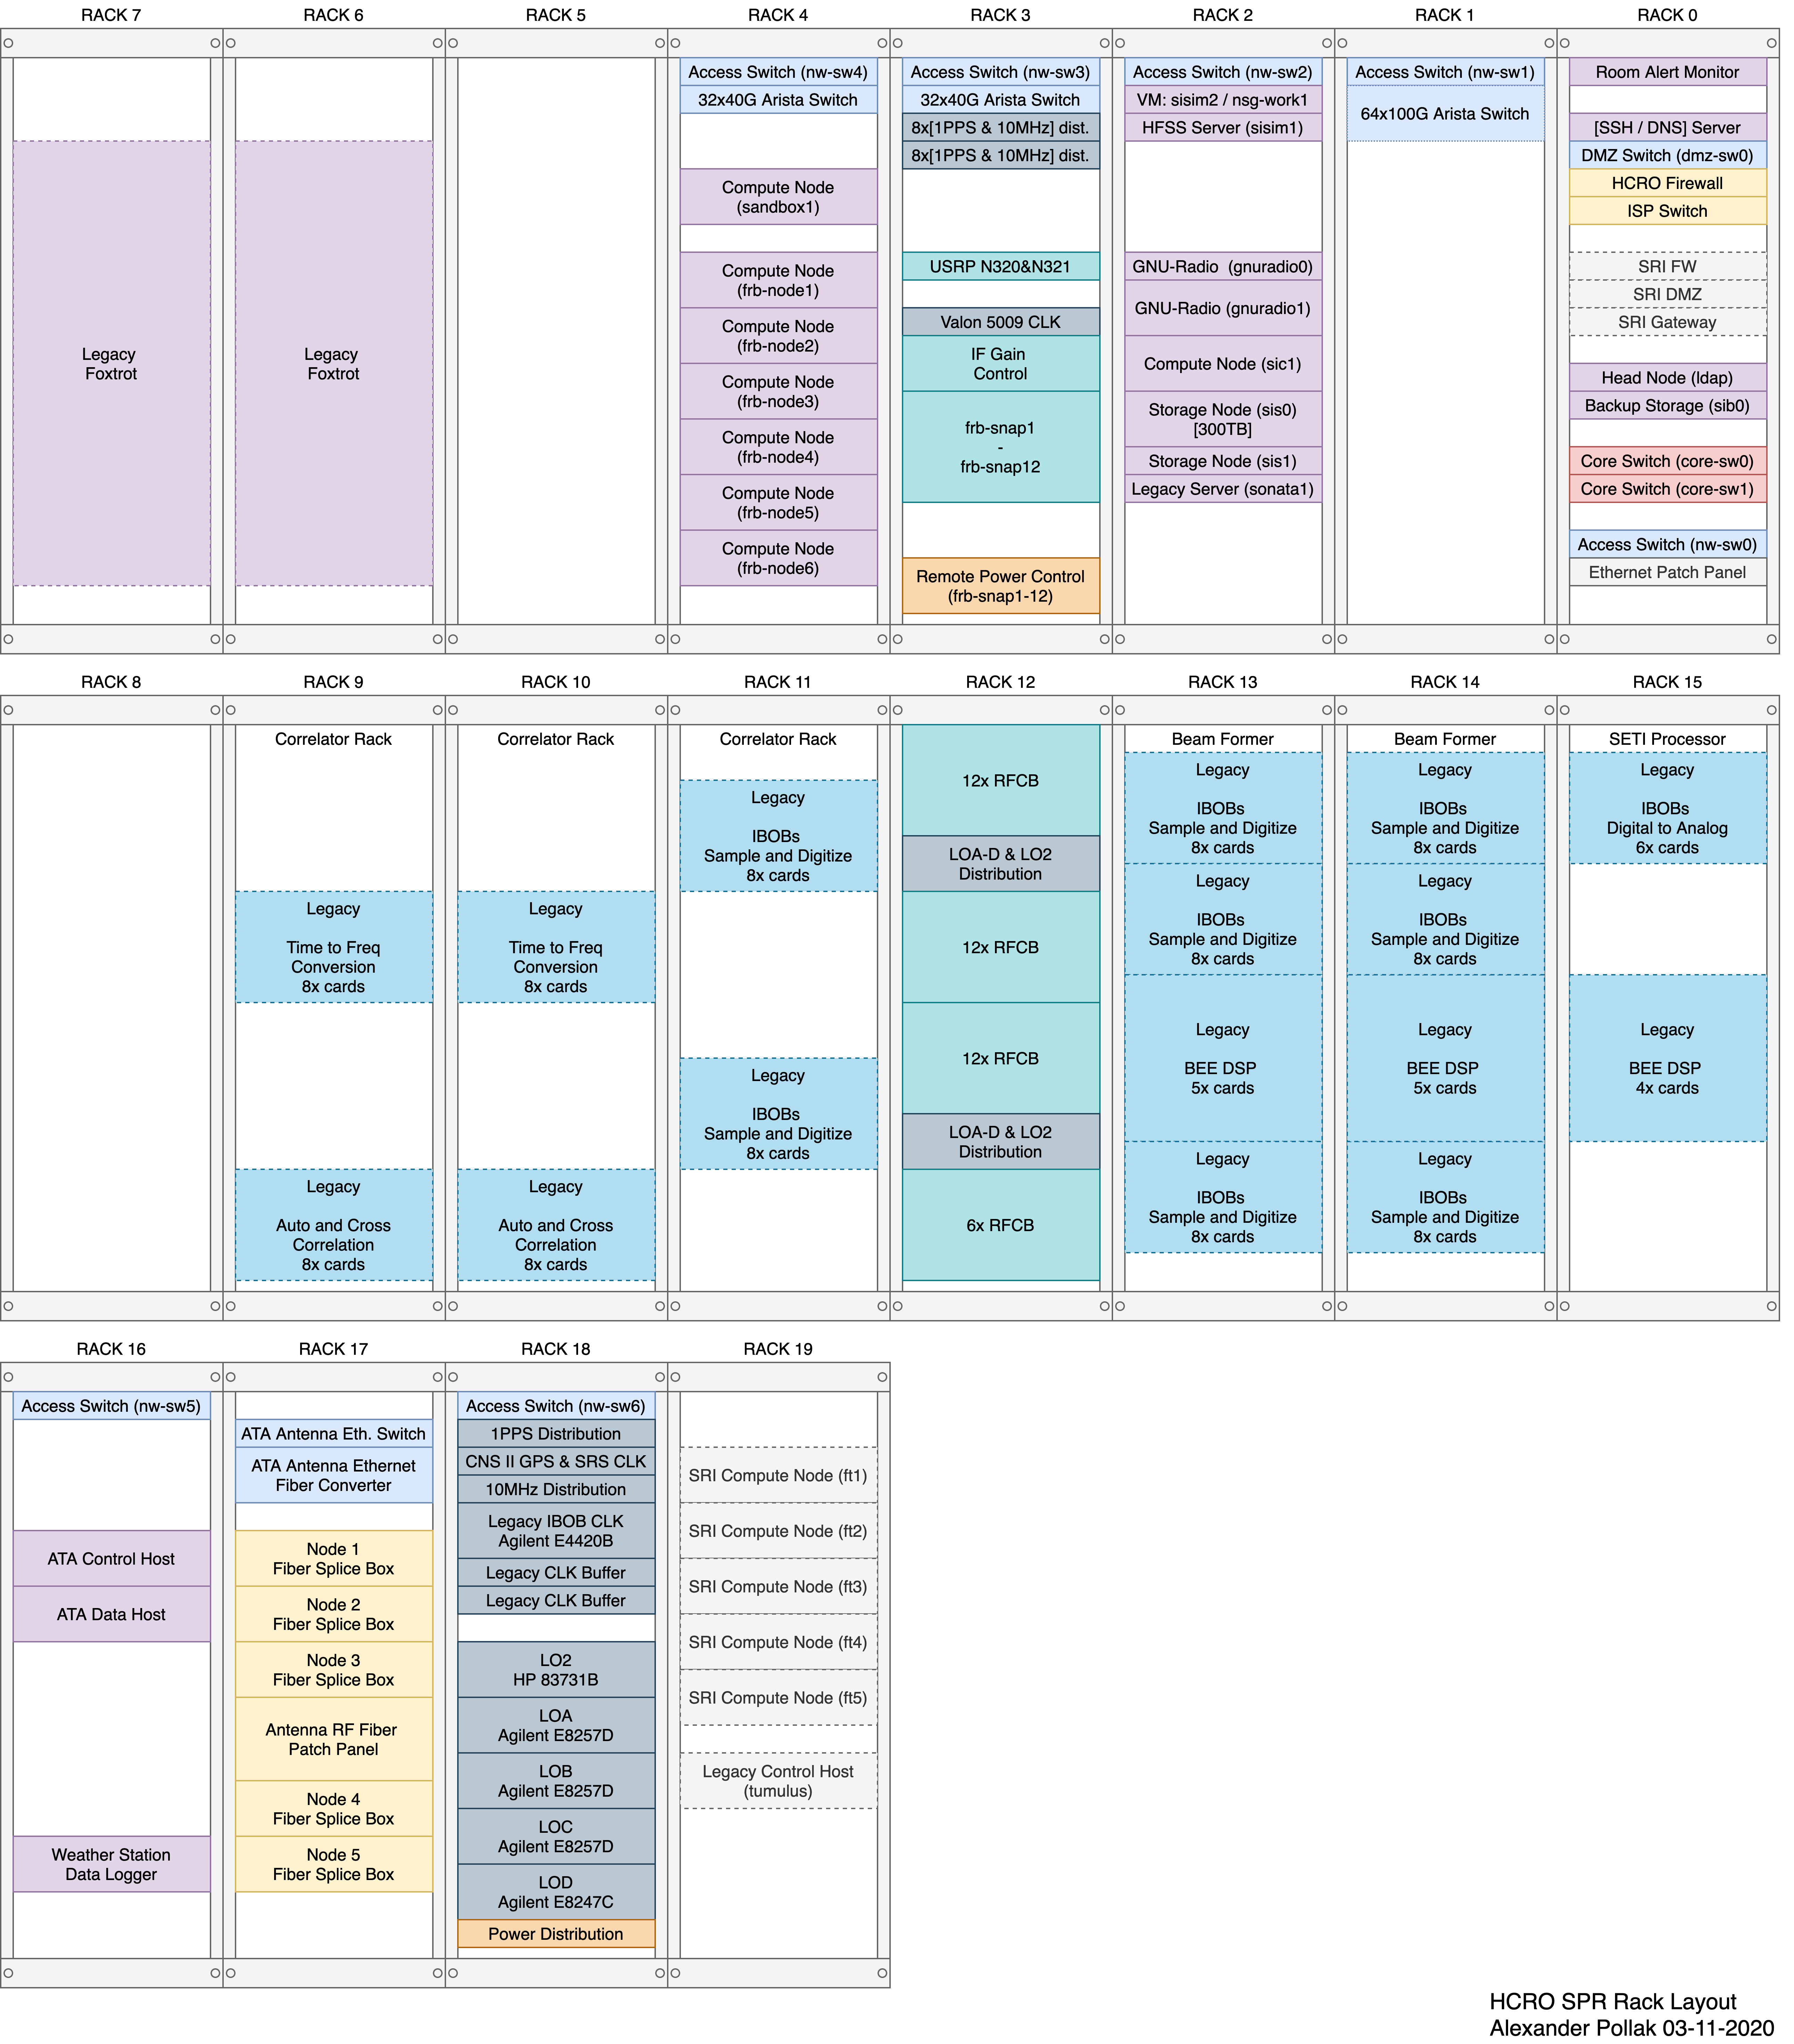 RACK 7
RACK 6
RACK 5
RACK 4
RACK 3
RACK 2
RACK 1
RACK 0
Legacy
Foxtrot
Legacy
Foxtrot
Access Switch (nw-sw4)
32x40G Arista Switch
Compute Node
(sandbox1)
Compute Node
(frb-node1)
Compute Node
(frb-node2)
Compute Node
(frb-node3)
Compute Node
(frb-node4)
Compute Node
(frb-node5)
Compute Node
(frb-node6)
Access Switch (nw-sw3)
32x40G Arista Switch
8x[1PPS & 10MHz] dist.
8x[1PPS & 10MHz] dist.
USRP N320&N321
Valon 5009 CLK
IF Gain
Control
frb-snap1
-
frb-snap12
Remote Power Control
(frb-snap1-12)
Access Switch (nw-sw2)
VM: sisim2 / nsg-work1
HFSS Server (sisim1)
GNU-Radio (gnuradio0)
GNU-Radio (gnuradio1)
Compute Node (sic1)
Storage Node (sis0)
[300TB]
Storage Node (sis1)
Legacy Server (sonata1)
Access Switch (nw-sw1)
64x100G Arista Switch
Room Alert Monitor
[SSH / DNS] Server
DMZ Switch (dmz-sw0)
HCRO Firewall
ISP Switch
SRI FW
SRI DMZ
SRI Gateway
Head Node (ldap)
Backup Storage (sib0)
Core Switch (core-sw0)
Core Switch (core-sw1)
Access Switch (nw-sw0)
Ethernet Patch Panel
RACK 8
RACK 9
RACK 10
RACK 11
RACK 12
RACK 13
RACK 14
RACK 15
Correlator Rack
Legacy
Time to Freq
Conversion
8x cards
Legacy
Auto and Cross
Correlation
8x cards
Correlator Rack
Legacy
Time to Freq
Conversion
8x cards
Legacy
Auto and Cross
Correlation
8x cards
Correlator Rack
Legacy
IBOBs
Sample and Digitize
8x cards
Legacy
IBOBs
Sample and Digitize
8x cards
12x RFCB
LOA-D & LO2
Distribution
12x RFCB
12x RFCB
LOA-D & LO2
Distribution
6x RFCB
Beam Former
Legacy
IBOBs
Sample and Digitize
8x cards
Legacy
IBOBs
Sample and Digitize
8x cards
Legacy
BEE DSP
5x cards
Legacy
IBOBs
Sample and Digitize
8x cards
Beam Former
Legacy
IBOBs
Sample and Digitize
8x cards
Legacy
IBOBs
Sample and Digitize
8x cards
Legacy
BEE DSP
5x cards
Legacy
IBOBs
Sample and Digitize
8x cards
SETI Processor
Legacy
IBOBs
Digital to Analog
6x cards
Legacy
BEE DSP
4x cards
RACK 16
RACK 17
RACK 18
RACK 19
Access Switch (nw-sw5)
ATA Control Host
ATA Data Host
Weather Station
Data Logger
ATA Antenna Eth. Switch
ATA Antenna Ethernet
Fiber Converter
Node 1
Fiber Splice Box
Node 2
Fiber Splice Box
Node 3
Fiber Splice Box
Antenna RF Fiber
Patch Panel
Node 4
Fiber Splice Box
Node 5
Fiber Splice Box
Access Switch (nw-sw6)
1PPS Distribution
CNS II GPS & SRS CLK
10MHz Distribution
Legacy IBOB CLK
Agilent E4420B
Legacy CLK Buffer
Legacy CLK Buffer
LO2
HP 83731B
LOA
Agilent E8257D
LOB
Agilent E8257D
LOC
Agilent E8257D
LOD
Agilent E8247C
Power Distribution
SRI Compute Node (ft1)
SRI Compute Node (ft2)
SRI Compute Node (ft3)
SRI Compute Node (ft4)
SRI Compute Node (ft5)
Legacy Control Host
(tumulus)
HCRO SPR Rack Layout
Alexander Pollak 03-11-2020